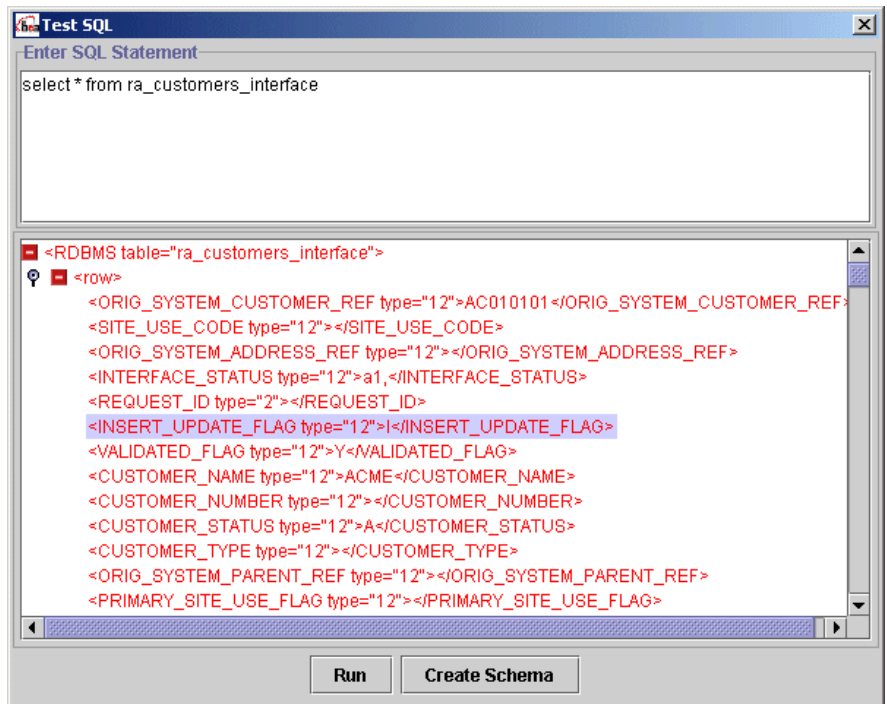 bea Test SQL
Enter SQL Statement
select * from ra_customers_interface
<RDBMS table="ra_customers_interface">
<row>
<ORIG_SYSTEM_CUSTOMER_REF type="12">AC010101</ORIG_SYSTEM_CUSTOMER_REF>
<SITE_USE_CODE type="12"></SITE_USE_CODE>
<ORIG_SYSTEM_ADDRESS_REF type="12"></ORIG_SYSTEM_ADDRESS_REF>
<INTERFACE_STATUS type="12">a1,</INTERFACE_STATUS>
<REQUEST_ID type="2"></REQUEST_ID>
<INSERT_UPDATE_FLAG type="12">I</INSERT_UPDATE_FLAG>
<VALIDATED_FLAG type="12">Y</VALIDATED_FLAG>
<CUSTOMER_NAME type="12">ACME</CUSTOMER_NAME>
<CUSTOMER_NUMBER type="12"></CUSTOMER_NUMBER>
<CUSTOMER_STATUS type="12">A</CUSTOMER_STATUS>
<CUSTOMER_TYPE type="12"></CUSTOMER_TYPE>
<ORIG_SYSTEM_PARENT_REF type="12"></ORIG_SYSTEM_PARENT_REF>
<PRIMARY_SITE_USE_FLAG type="12"></PRIMARY_SITE_USE_FLAG>
Run Create Schema